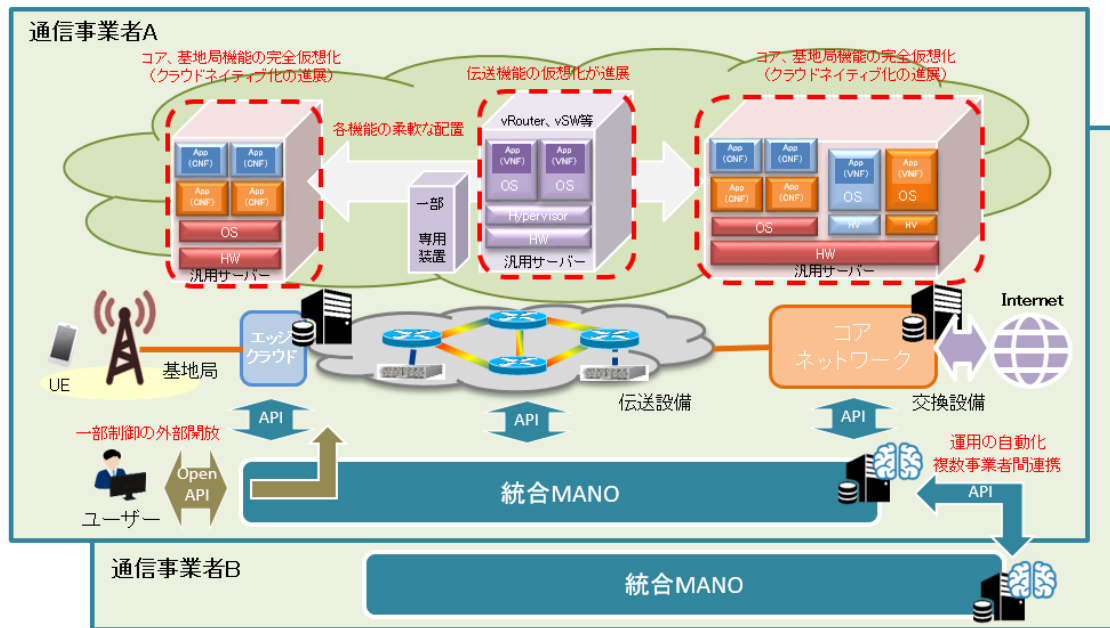 通信事業者A
コア、基地局機能の完全仮想化
(クラウドネイティブ化の進展)
伝送機能の仮想化が進展
コア、基地局機能の完全仮想化
(クラウドネイティブ化の進展)
各機能の柔軟な配置
App
(CNF)
App
(CNF)
App
(CNF)
App
(CNF)
OS
HW
汎用サーバー
一部
専用
装置
vRouter、vSW等
App
(VNF)
App
(VNF)
OS
OS
Hypervisor
HW
汎用サーバー
App
(CNF)
App
(CNF)
App
(CNF)
App
(CNF)
OS
App
(VNF)
OS
HV
App
(VNF)
OS
HV
HW
汎用サーバー
UE
基地局
エッジ
クラウド
伝送設備
コア
ネットワーク
交換設備
Internet
API
API
API
一部制御の外部開放
Open
API
ユーザー
統合MANO
運用の自動化
複数事業者間連携
API
通信事業者B
統合MANO